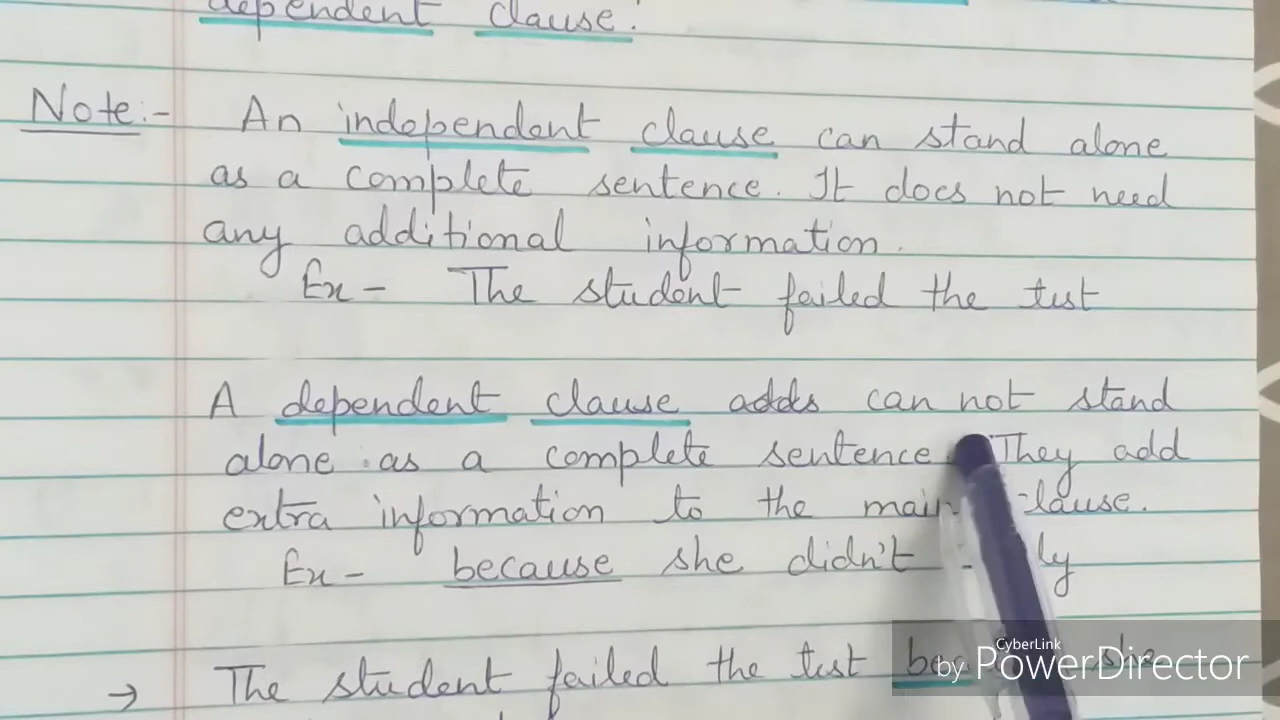 dependent clause.
Note:- An independent clause can stand alone
as a complete sentence. It does not need
any additional information.
Ex- The student failed the test
A dependent clause adds can not stand
alone as a complete sentence. They add
extra information to the main clause.
Ex- because she didn't
→ The student failed the test she
CyberLink
by PowerDirector